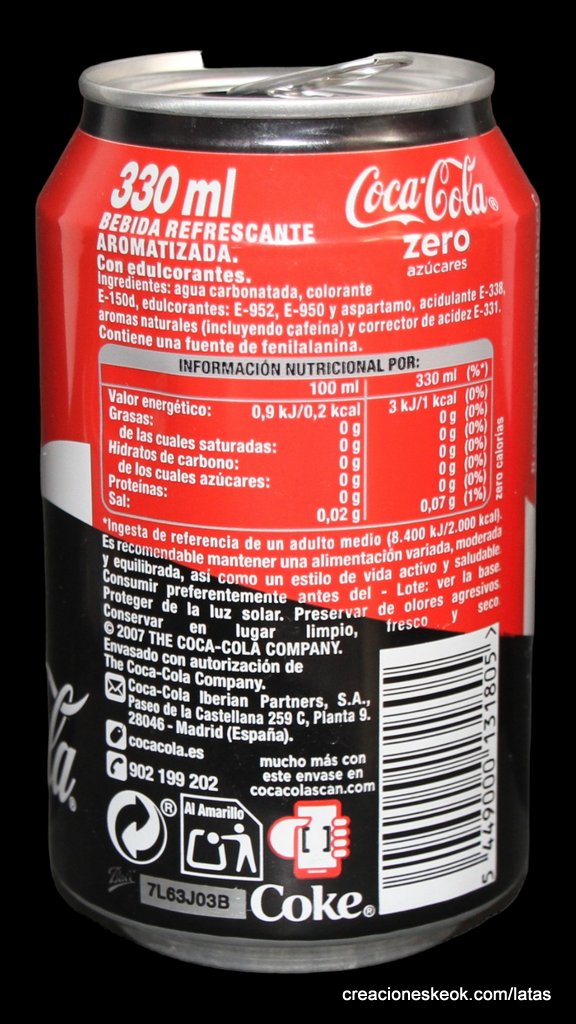 330 ml
BEBIDA REFRESCANTE
AROMATIZADA.
Con edulcorantes.
Coca-Cola®
zero
azúcares
Ingredientes: agua carbonatada, colorante
E-150d, edulcorantes: E-952, E-950 y aspartamo, acidulante E-338,
aromas naturales (incluyendo cafeína) y corrector de acidez E-331.
Contiene una fuente de fenilalanina.
INFORMACIÓN NUTRICIONAL POR:
100 ml 330 ml (%*)
Valor energético: 0,9 kJ/0,2 kcal 3 kJ/1 kcal (0%)
Grasas: 0 g 0 g (0%)
de las cuales saturadas: 0 g 0 g (0%)
Hidratos de carbono: 0 g 0 g (0%)
de los cuales azúcares: 0 g 0 g (0%)
Proteínas: 0 g 0 g (0%)
Sal: 0,02 g 0,07 g (1%)
zero calorías
*Ingesta de referencia de un adulto medio (8.400 kJ/2.000 kcal).
Es recomendable mantener una alimentación variada, moderada
y equilibrada, así como un estilo de vida activo y saludable.
Consumir preferentemente antes del - Lote: ver la base.
Proteger de la luz solar. Preservar de olores agresivos.
Conservar en lugar limpio, fresco y seco.
© 2007 THE COCA-COLA COMPANY.
Envasado con autorización de
The Coca-Cola Company.
Coca-Cola Iberian Partners, S.A.,
Paseo de la Castellana 259 C, Planta 9.
28046 - Madrid (España).
cocacola.es
902 199 202
mucho más con
este envase en
cocacolascan.com
®
Al Amarillo
[ ]
Ball
7L63J03B
Coke®
5 449000 131805 >
la®
creacioneskeok.com/latas